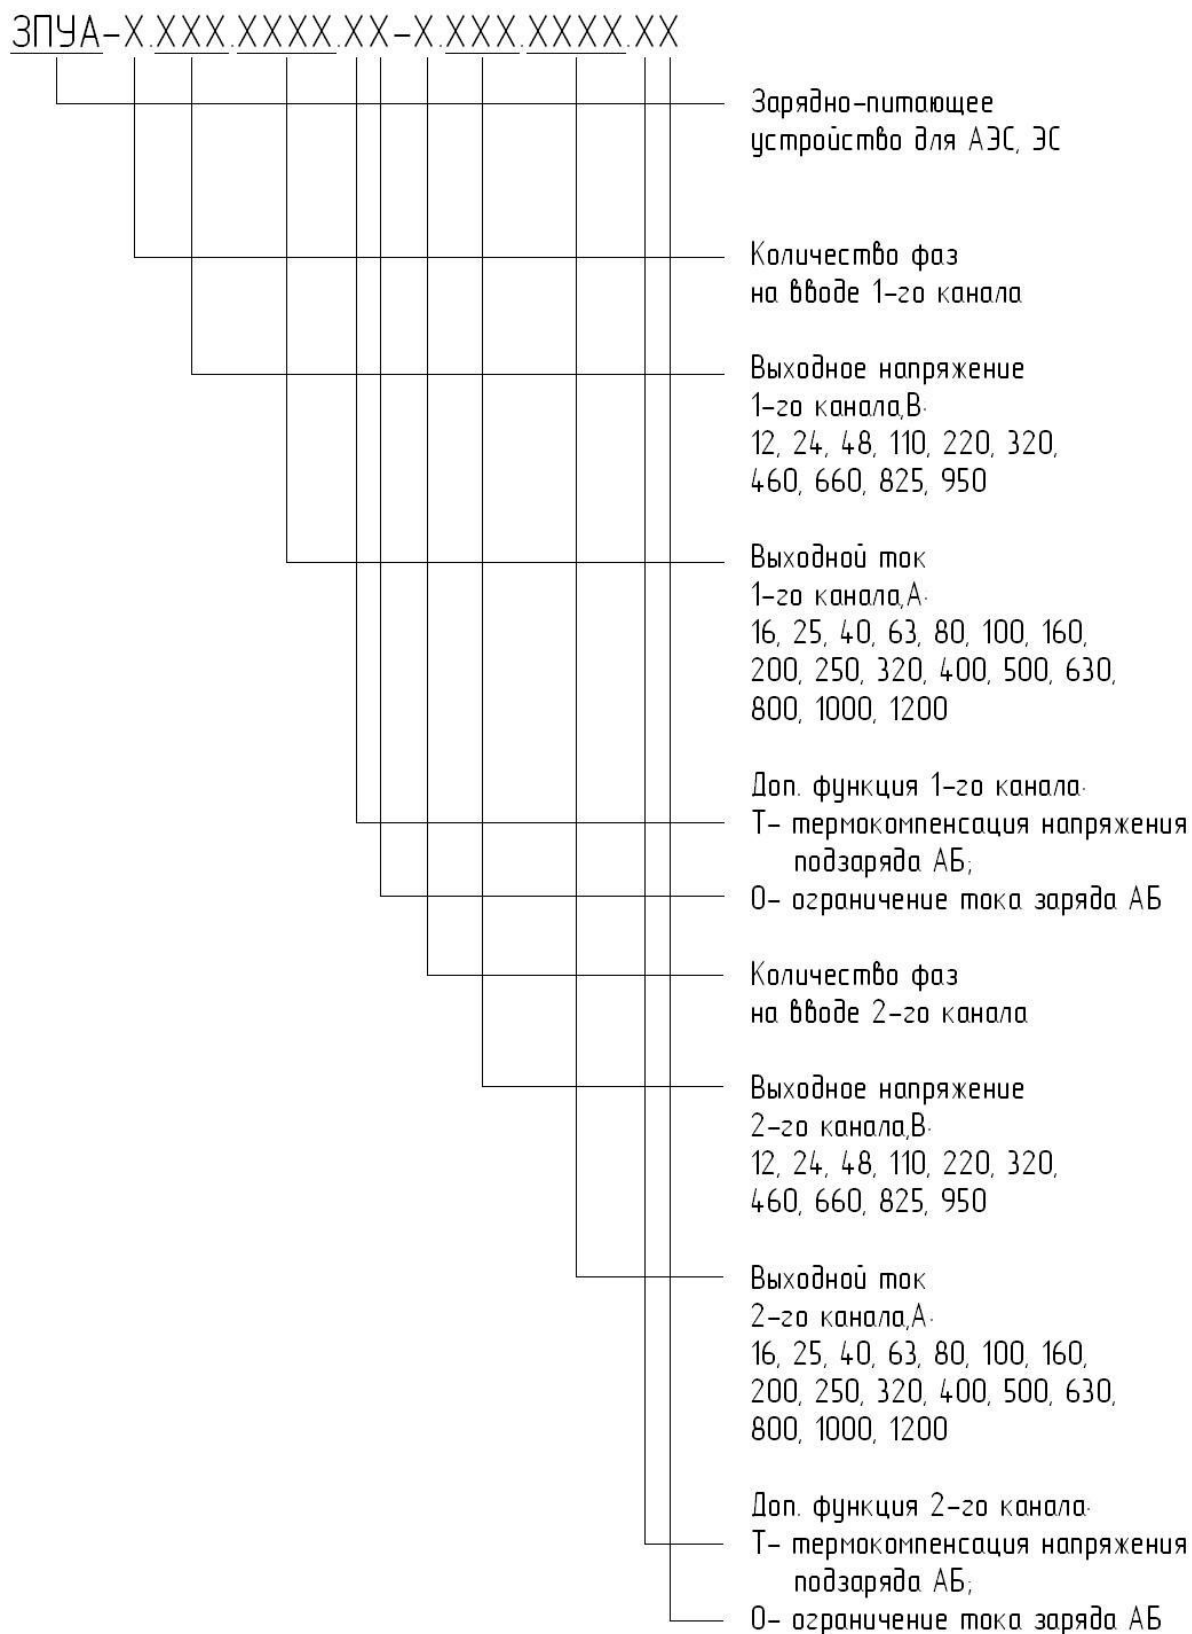 ЗПУА-Х.ХХХ.ХХХХ.ХХ-Х.ХХХ.ХХХХ.ХХ
Зарядно-питающее
устройство для АЭС, ЭС
Количество фаз
на вводе 1-го канала
Выходное напряжение
1-го канала,В:
12, 24, 48, 110, 220, 320,
460, 660, 825, 950
Выходной ток
1-го канала,А:
16, 25, 40, 63, 80, 100, 160,
200, 250, 320, 400, 500, 630,
800, 1000, 1200
Доп. функция 1-го канала:
Т- термокомпенсация напряжения
подзаряда АБ;
О- ограничение тока заряда АБ
Количество фаз
на вводе 2-го канала
Выходное напряжение
2-го канала,В:
12, 24, 48, 110, 220, 320,
460, 660, 825, 950
Выходной ток
2-го канала,А:
16, 25, 40, 63, 80, 100, 160,
200, 250, 320, 400, 500, 630,
800, 1000, 1200
Доп. функция 2-го канала:
Т- термокомпенсация напряжения
подзаряда АБ;
О- ограничение тока заряда АБ